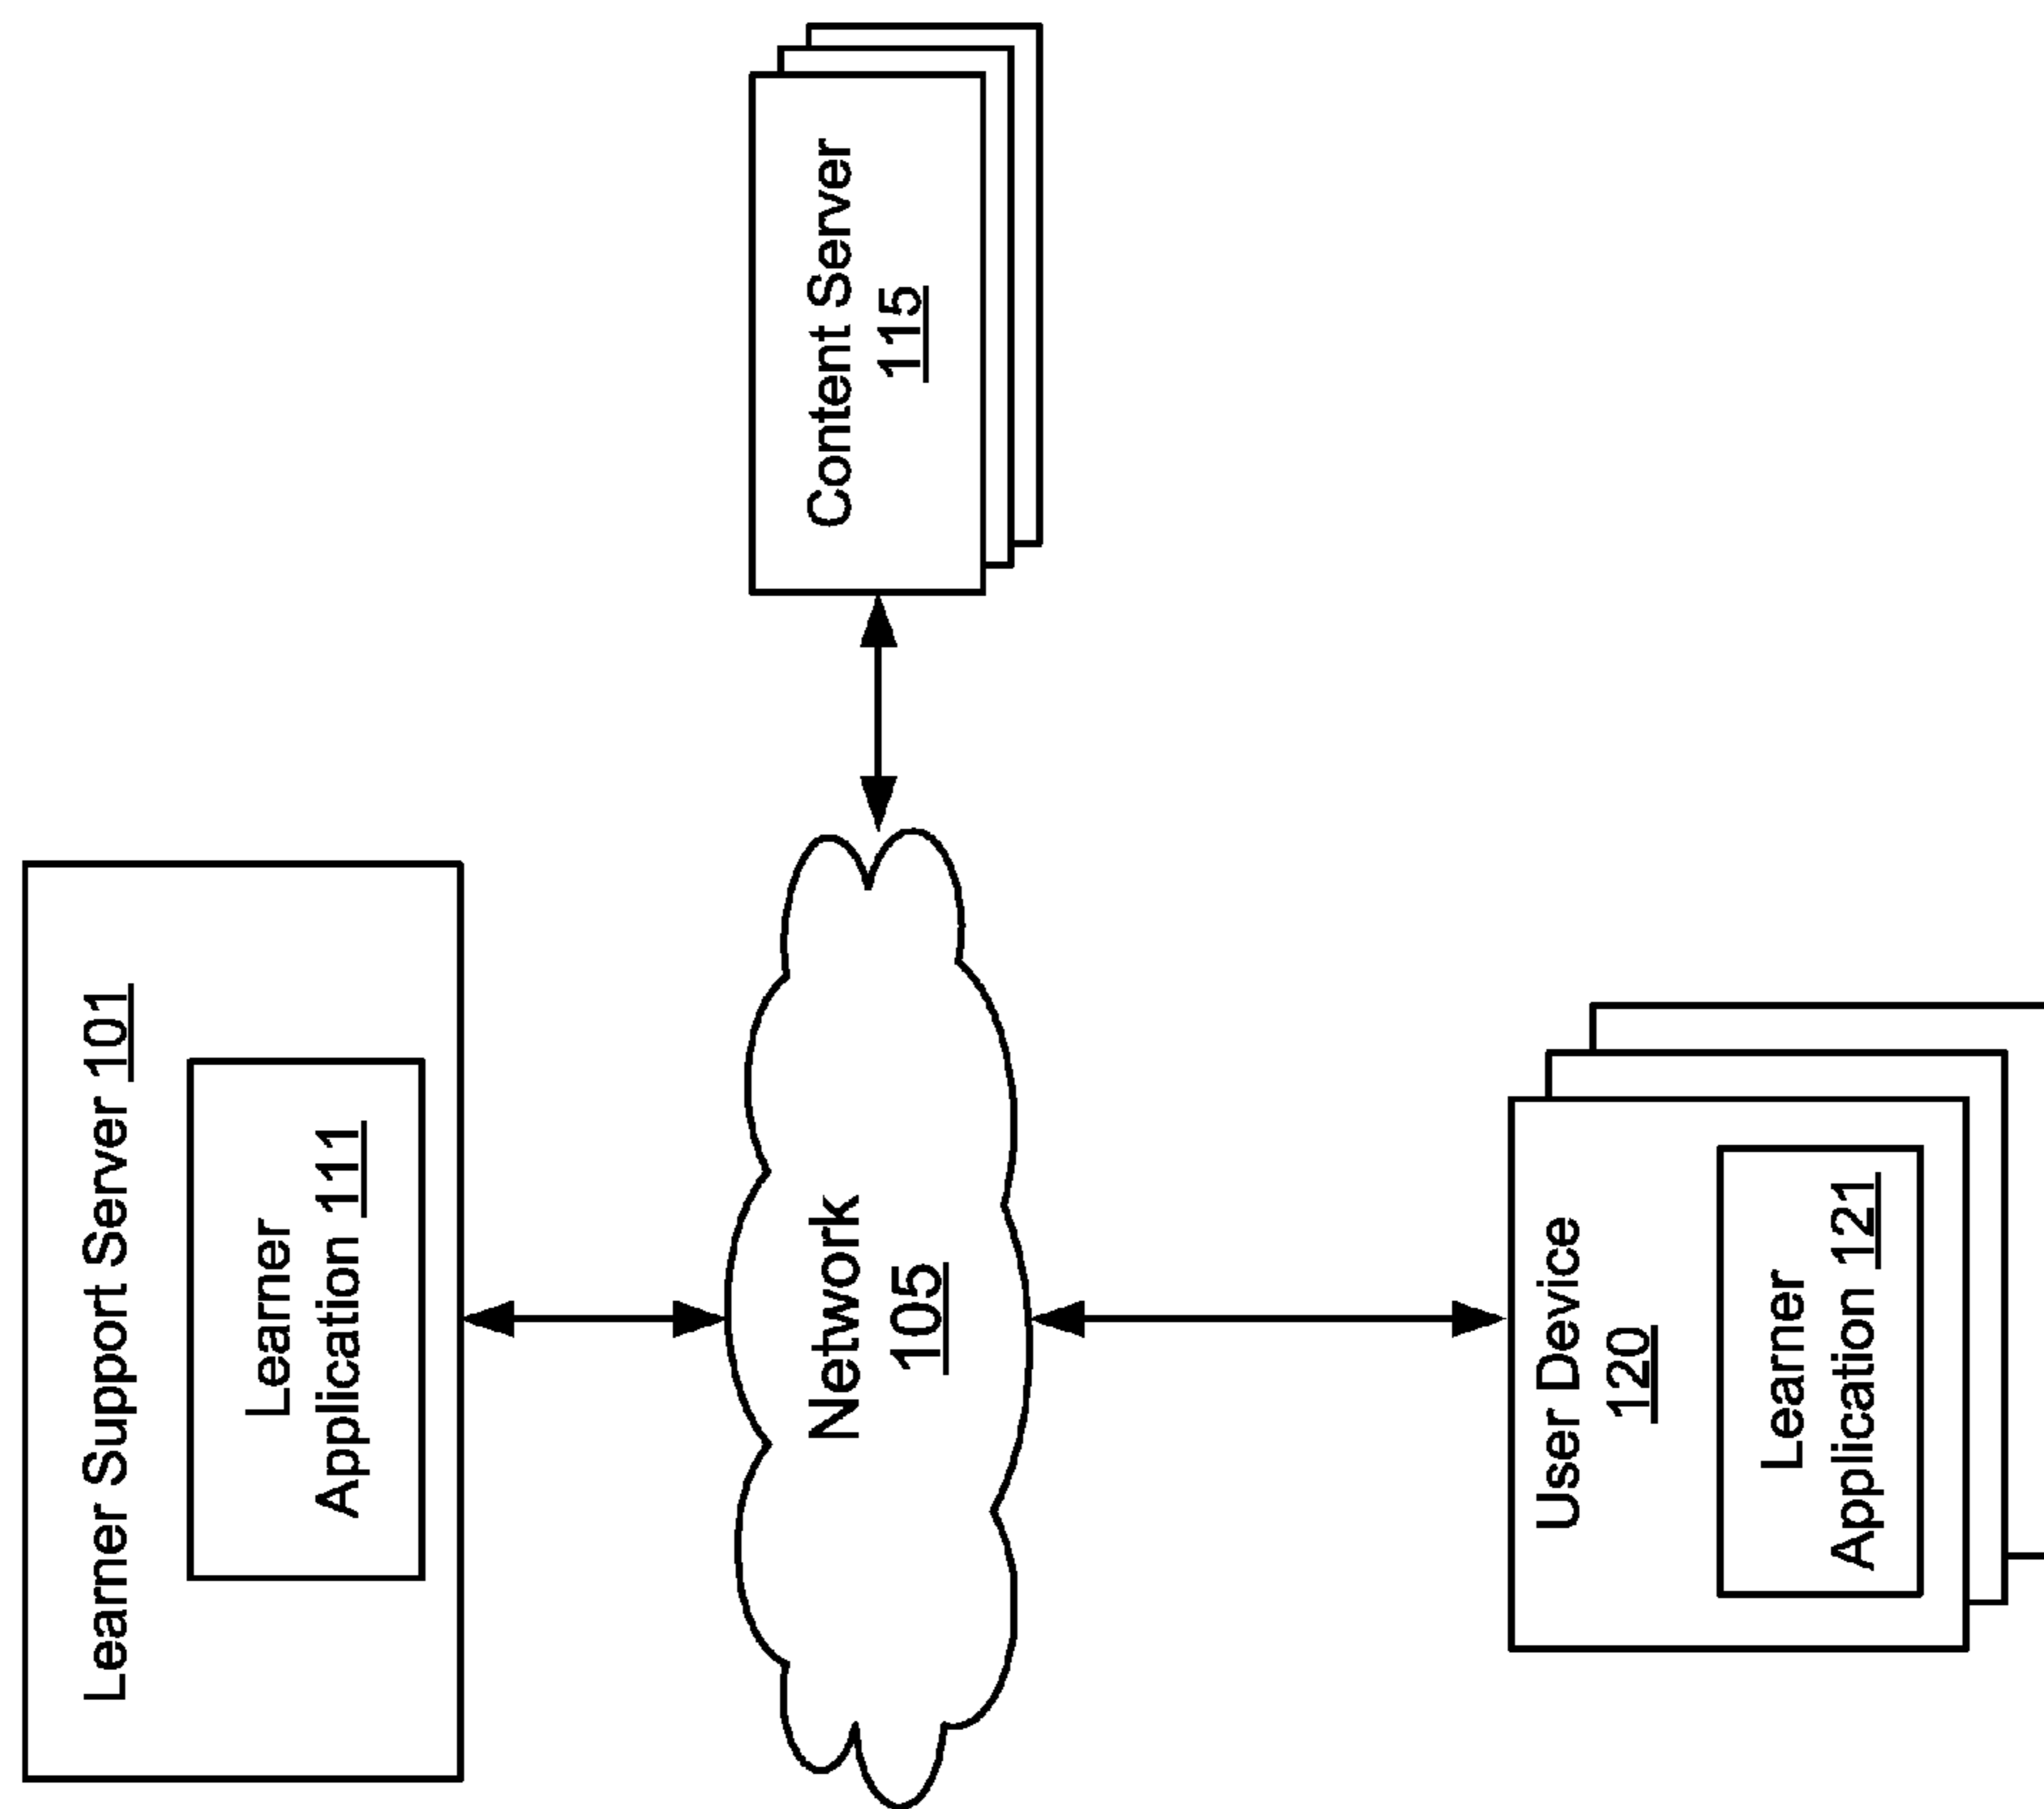 Learner Support Server 101
Learner
Application 111
Network
105
Content Server
115
User Device
120
Learner
Application 121